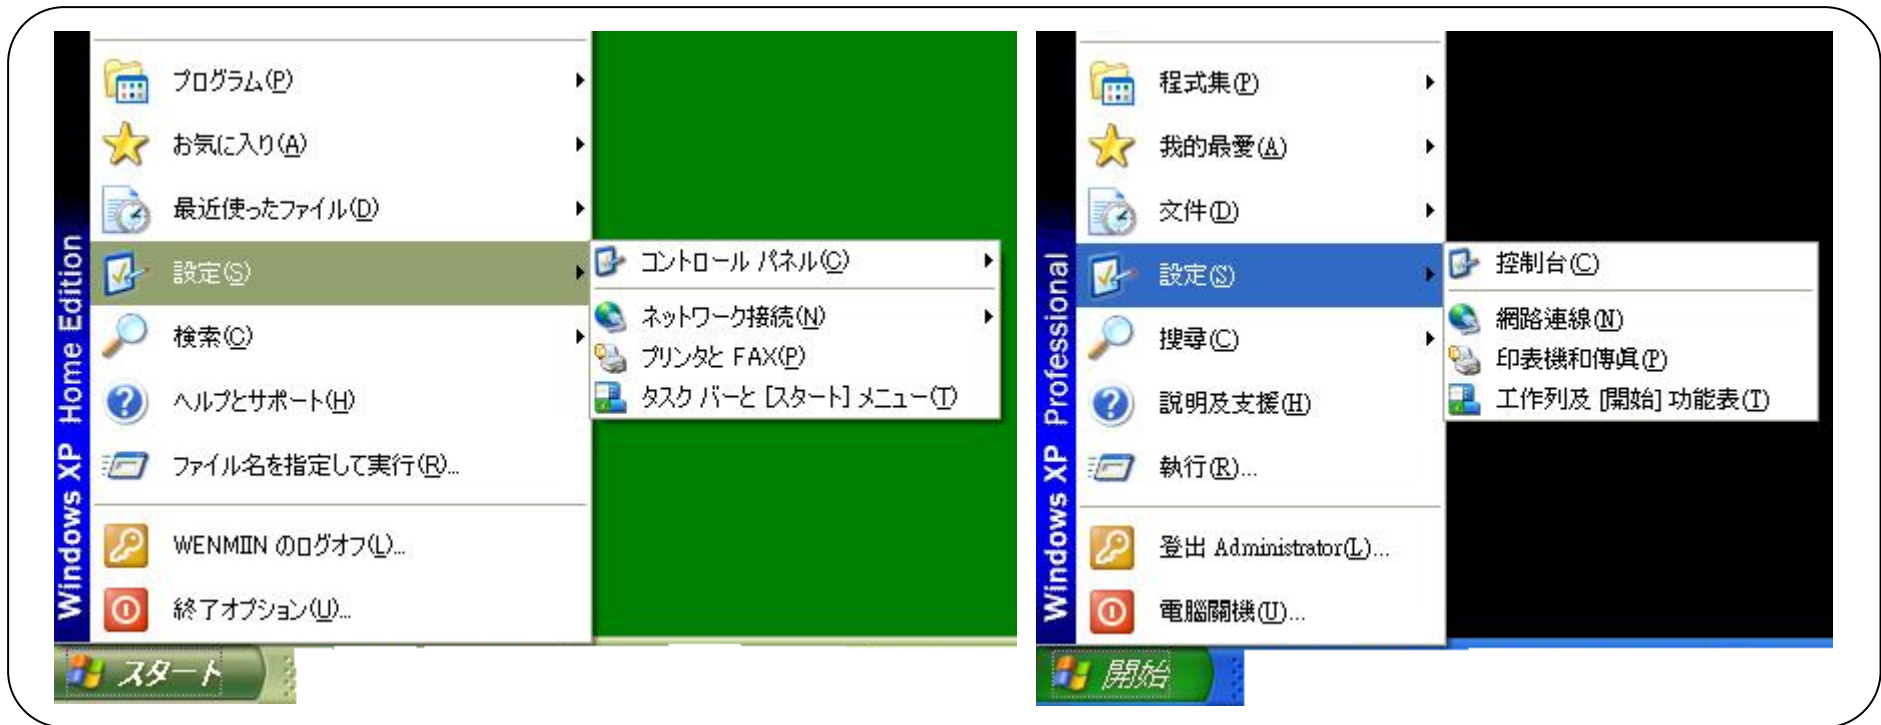 プログラム(P)
お気に入り(A)
最近使ったファイル(D)
設定(S)
検索(C)
ヘルプとサポート(H)
ファイル名を指定して実行(R)...
WENMIIN のログオフ(L)...
終了オプション(U)...
Windows XP Home Edition
スタート
コントロール パネル(C)
ネットワーク接続(N)
プリンタと FAX(P)
タスク バーと [スタート] メニュー(T)
程式集(P)
我的最愛(A)
文件(D)
設定(S)
搜尋(C)
說明及支援(H)
執行(R)...
登出 Administrator(L)...
電腦關機(U)...
Windows XP Professional
開始
控制台(C)
網路連線(N)
印表機和傳真(P)
工作列及 [開始] 功能表(T)